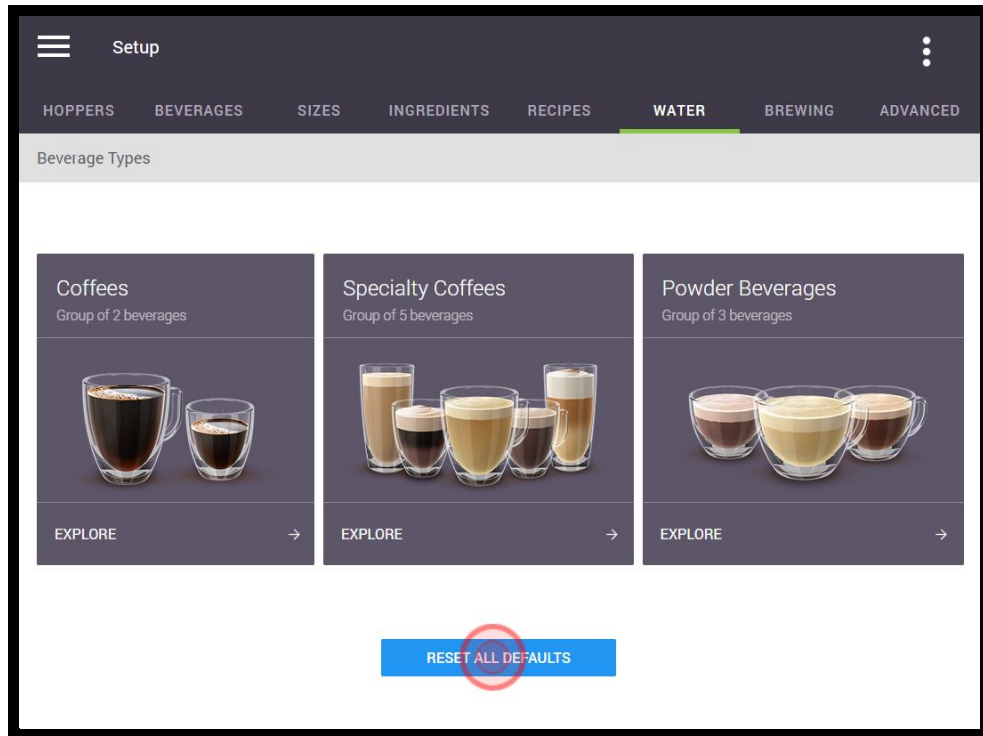 Setup
HOPPERS BEVERAGES SIZES INGREDIENTS RECIPES WATER BREWING ADVANCED
Beverage Types
Coffees
Group of 2 beverages
EXPLORE →
Specialty Coffees
Group of 5 beverages
EXPLORE →
Powder Beverages
Group of 3 beverages
EXPLORE →
RESET ALL DEFAULTS